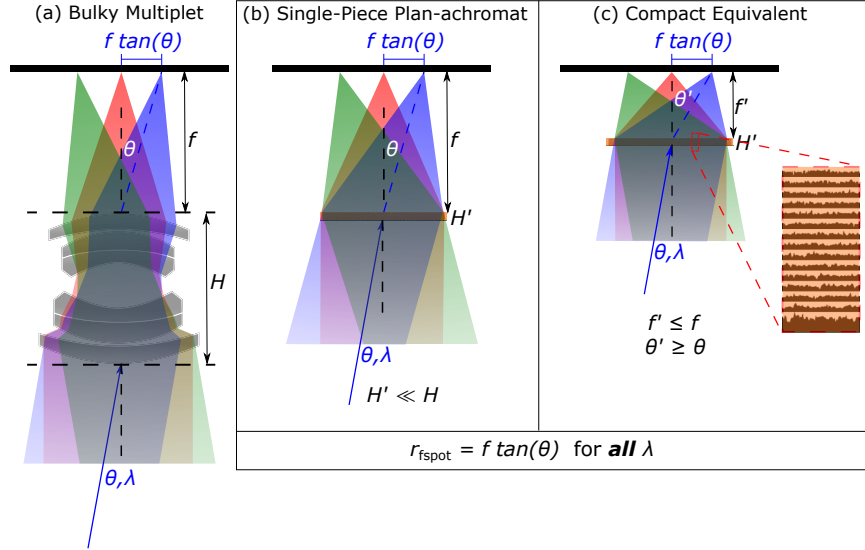 (a) Bulky Multiplet
f tan(θ)
θ
f
H
θ,λ
(b) Single-Piece Plan-achromat
f tan(θ)
θ
f
H'
θ,λ
H' ≪ H
(c) Compact Equivalent
f tan(θ)
θ'
f'
H'
θ,λ
f' ≤ f
θ' ≥ θ
r_fspot = f tan(θ) for all λ